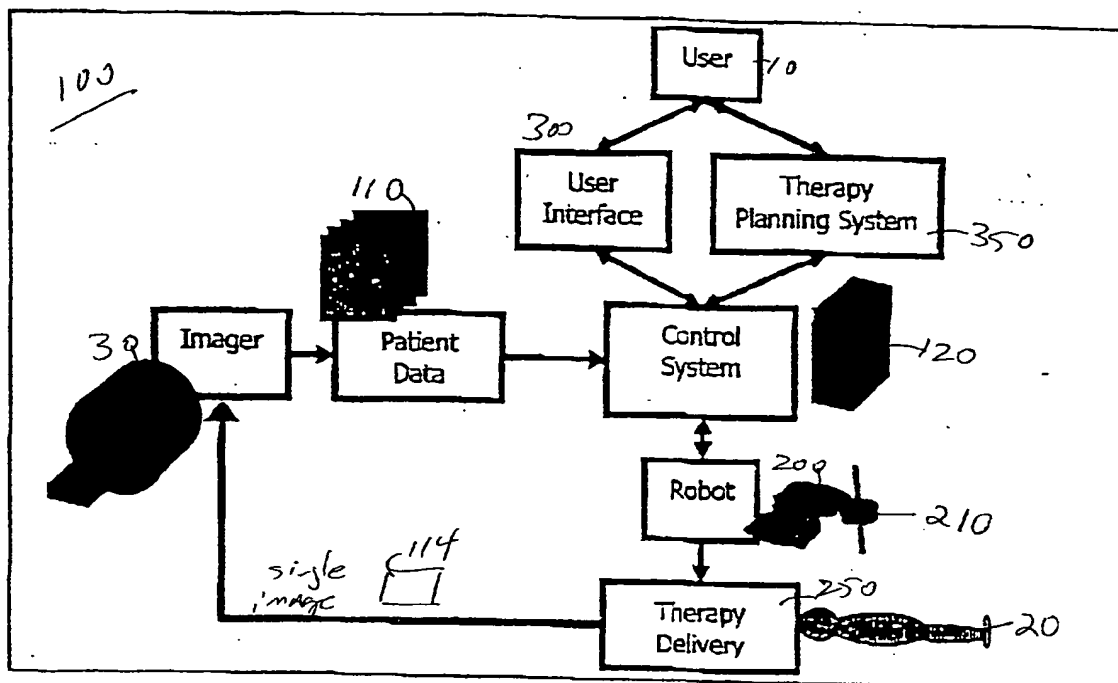 100
User
10
300
User
Interface
Therapy
Planning System
350
110
30
Imager
Patient
Data
Control
System
120
Robot
200
210
single
image
114
Therapy
Delivery
250
20